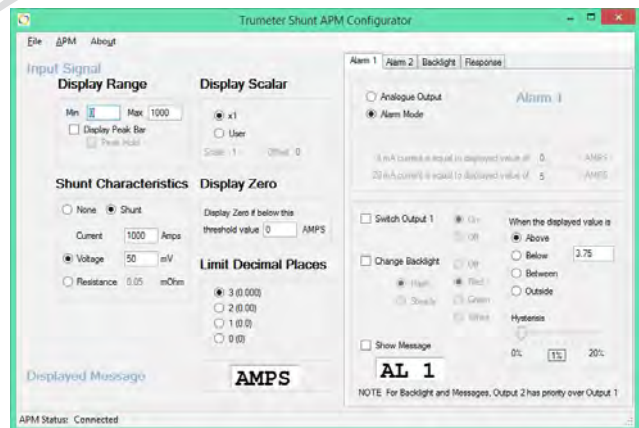 Trumeter Shunt APM Configurator
File APM About
Input Signal
Display Range
Min 0 Max 1000
Display Peak Bar
Peak Hold
Display Scalar
x1
User
Scale 1 Offset 0
Shunt Characteristics
None Shunt
Current 1000 Amps
Voltage 50 mV
Resistance 0.05 mOhm
Display Zero
Display Zero if below this
threshold value 0 AMPS
Limit Decimal Places
3 (0.000)
2 (0.00)
1 (0.0)
0 (0)
Displayed Message
AMPS
Alarm 1 Alarm 2 Backlight Response
Analogue Output
Alarm Mode
Alarm 1
0 mA current is equal to displayed value of 0. AMPS
20 mA current is equal to displayed value of 5 AMPS
Switch Output 1
On
Off
Change Backlight
Off
Flash Red
Steady Green
White
When the displayed value is
Above
Below 3.75
Between
Outside
Hysterisis
0% 1% 20%
Show Message
AL 1
NOTE For Backlight and Messages, Output 2 has priority over Output 1
APM Status: Connected